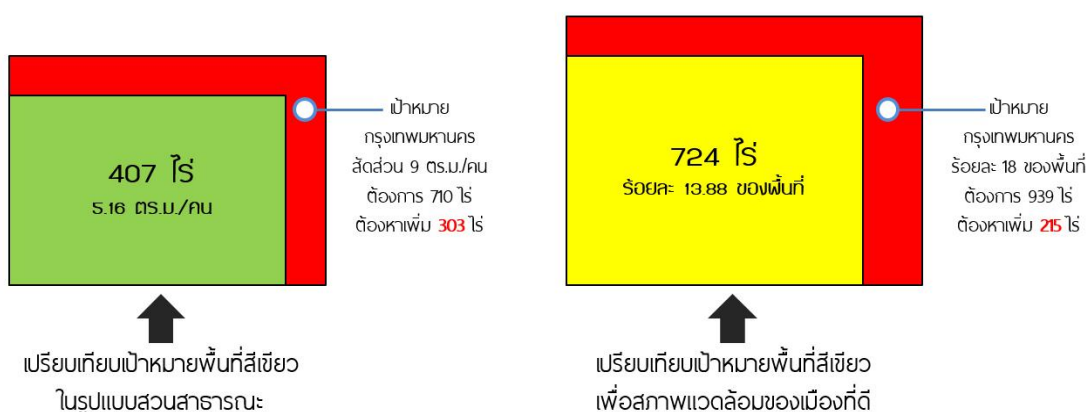 407 ไร่
5.16 ตร.ม./คน
เป้าหมาย
กรุงเทพมหานคร
สัดส่วน 9 ตร.ม./คน
ต้องการ 710 ไร่
ต้องหาเพิ่ม 303 ไร่
เปรียบเทียบเป้าหมายพื้นที่สีเขียว
ในรูปแบบสวนสาธารณะ
724 ไร่
ร้อยละ 13.88 ของพื้นที่
เป้าหมาย
กรุงเทพมหานคร
ร้อยละ 18 ของพื้นที่
ต้องการ 939 ไร่
ต้องหาเพิ่ม 215 ไร่
เปรียบเทียบเป้าหมายพื้นที่สีเขียว
เพื่อสภาพแวดล้อมของเมืองที่ดี